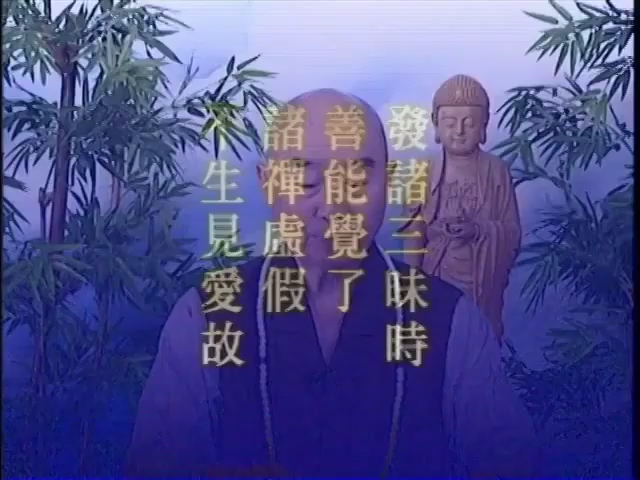 發諸三昧時
善能覺了
諸禪虛假
不生見愛故